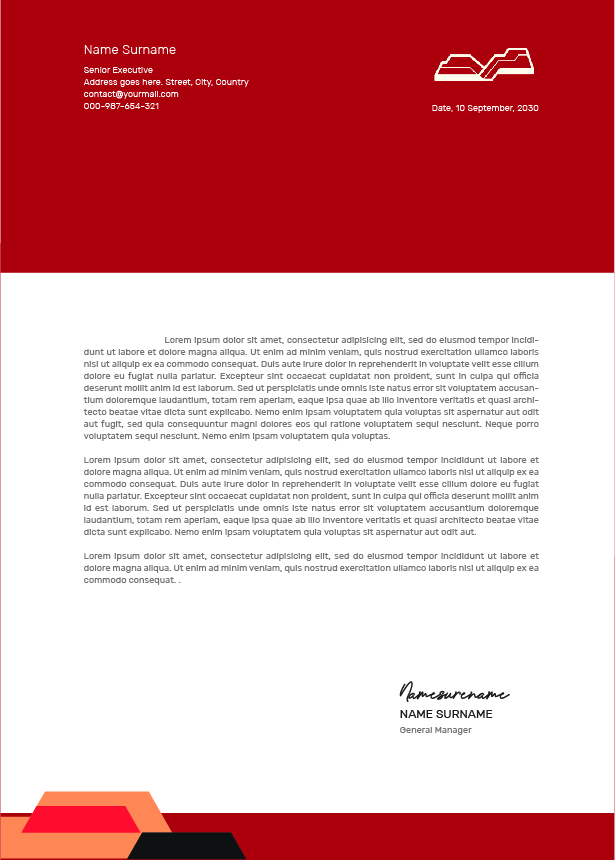 Name Surname
Senior Executive
Address goes here. Street, City, Country
contact@yourmail.com
000-987-654-321
Date, 10 September, 2030
Lorem ipsum dolor sit amet, consectetur adipisicing elit, sed do eiusmod tempor incidi-
dunt ut labore et dolore magna aliqua. Ut enim ad minim veniam, quis nostrud exercitation ullamco laboris
nisi ut aliquip ex ea commodo consequat. Duis aute irure dolor in reprehenderit in voluptate velit esse cillum
dolore eu fugiat nulla pariatur. Excepteur sint occaecat cupidatat non proident, sunt in culpa qui officia
deserunt mollit anim id est laborum. Sed ut perspiciatis unde omnis iste natus error sit voluptatem accusan-
tium doloremque laudantium, totam rem aperiam, eaque ipsa quae ab illo inventore veritatis et quasi archi-
tecto beatae vitae dicta sunt explicabo. Nemo enim ipsam voluptatem quia voluptas sit aspernatur aut odit
aut fugit, sed quia consequuntur magni dolores eos qui ratione voluptatem sequi nesciunt. Neque porro
voluptatem sequi nesciunt. Nemo enim ipsam voluptatem quia voluptas.
Lorem ipsum dolor sit amet, consectetur adipisicing elit, sed do eiusmod tempor incididunt ut labore et
dolore magna aliqua. Ut enim ad minim veniam, quis nostrud exercitation ullamco laboris nisi ut aliquip ex ea
commodo consequat. Duis aute irure dolor in reprehenderit in voluptate velit esse cillum dolore eu fugiat
nulla pariatur. Excepteur sint occaecat cupidatat non proident, sunt in culpa qui officia deserunt mollit anim
id est laborum. Sed ut perspiciatis unde omnis iste natus error sit voluptatem accusantium doloremque
laudantium, totam rem aperiam, eaque ipsa quae ab illo inventore veritatis et quasi architecto beatae vitae
dicta sunt explicabo. Nemo enim ipsam voluptatem quia voluptas sit aspernatur aut odit aut.
Lorem ipsum dolor sit amet, consectetur adipisicing elit, sed do eiusmod tempor incididunt ut labore et
dolore magna aliqua. Ut enim ad minim veniam, quis nostrud exercitation ullamco laboris nisi ut aliquip ex ea
commodo consequat. .
Namesurename
NAME SURNAME
General Manager